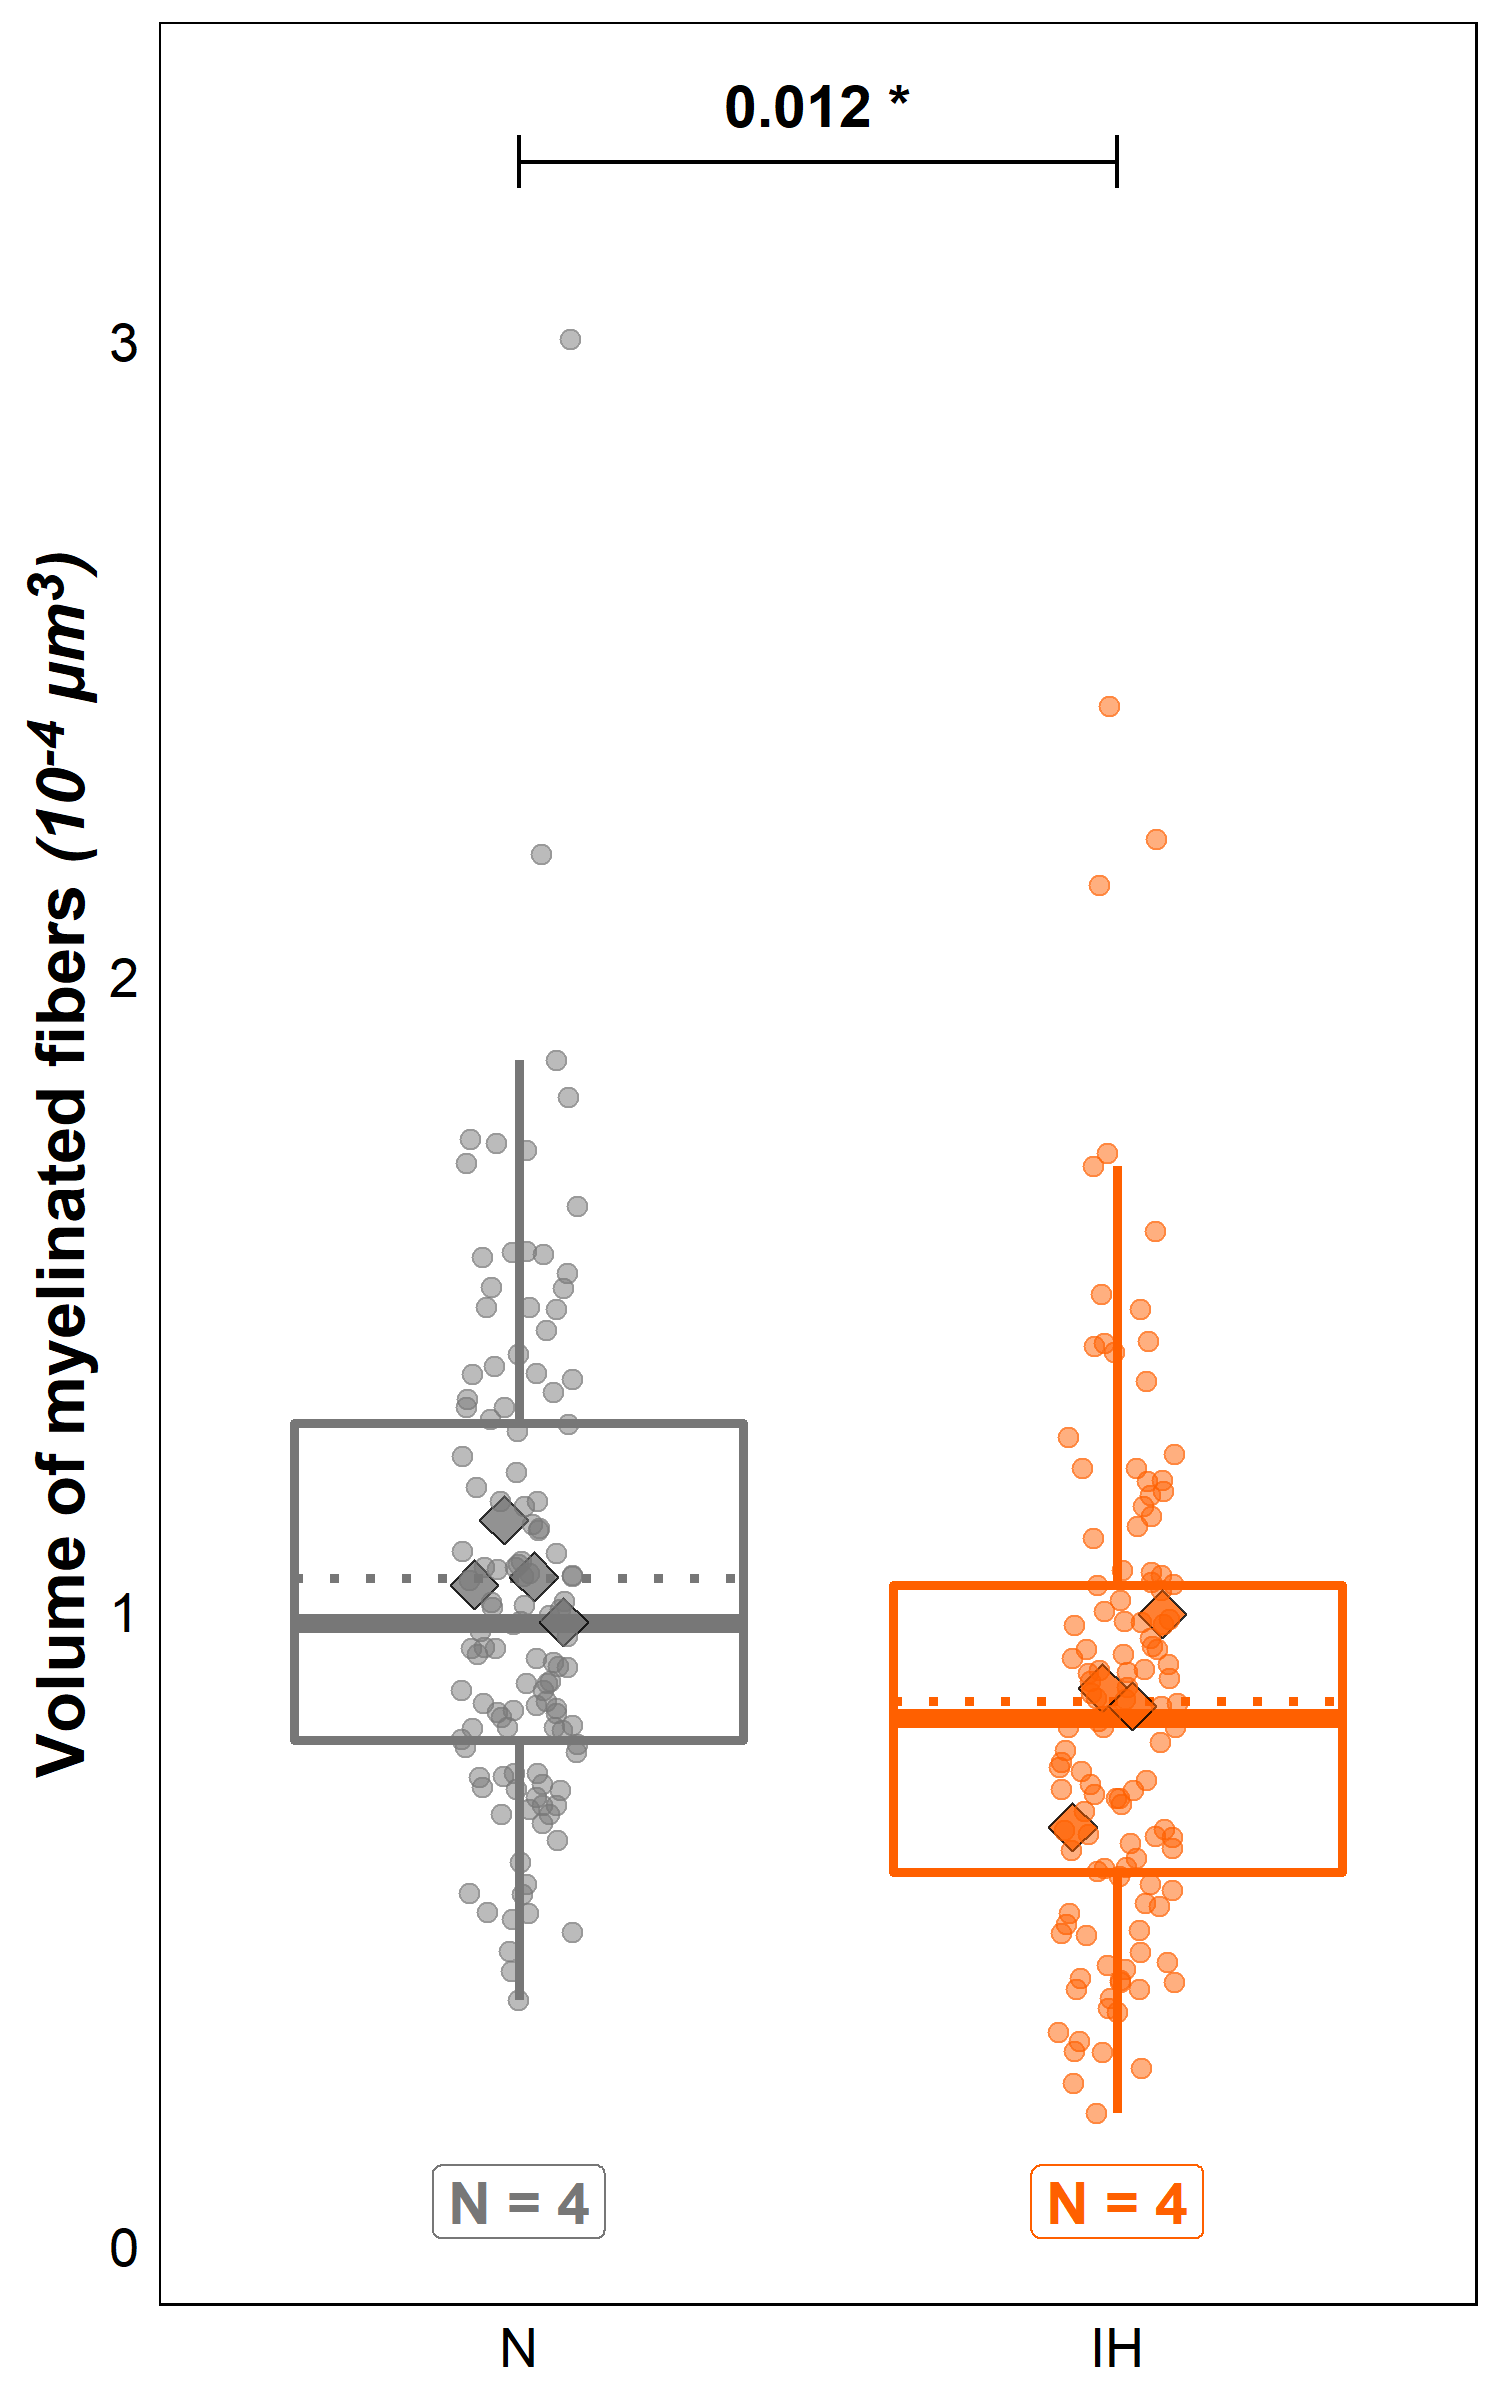 0.012 *
Volume of myelinated fibers (10⁻⁴ µm³)
3
2
1
0
N = 4
N = 4
N
IH